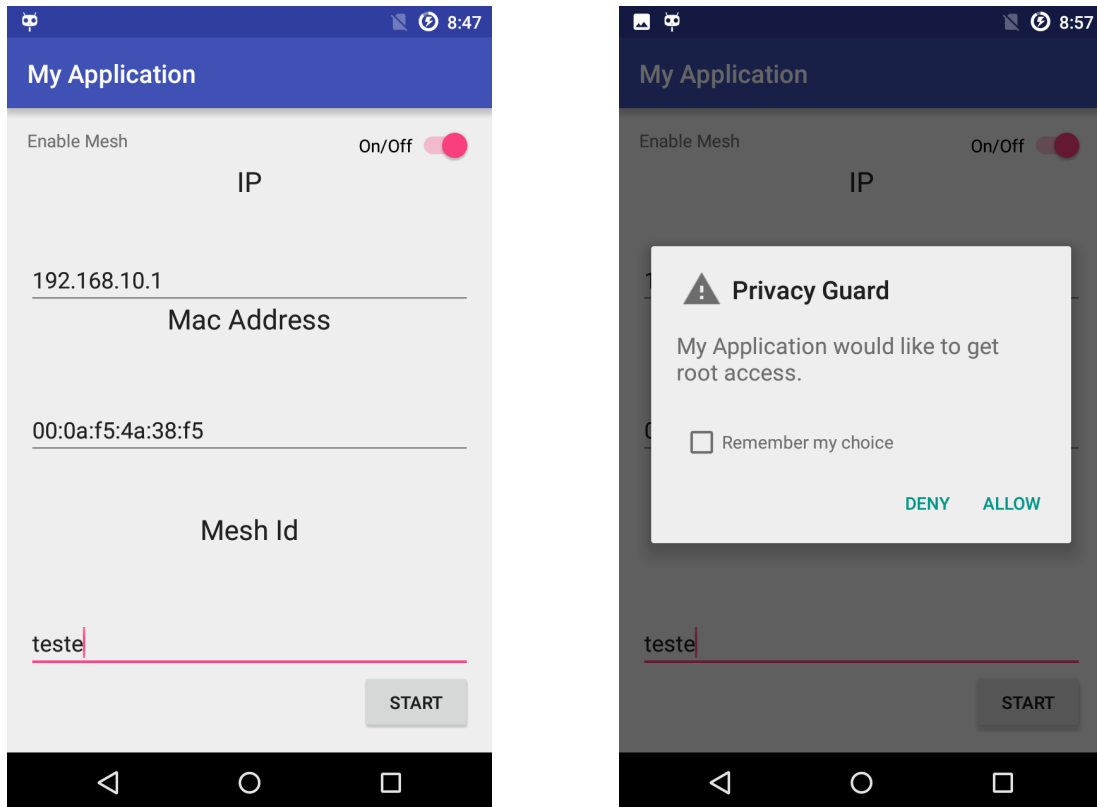 8:47
My Application
Enable Mesh
On/Off
IP
192.168.10.1
Mac Address
00:0a:f5:4a:38:f5
Mesh Id
teste
START
8:57
My Application
Enable Mesh
On/Off
IP
1
Privacy Guard
My Application would like to get
root access.
0
Remember my choice
DENY ALLOW
teste
START